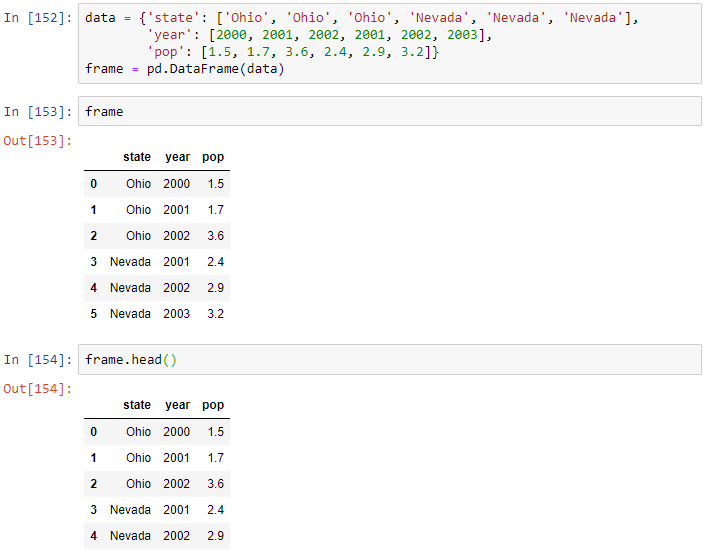 In [152]: data = {'state': ['Ohio', 'Ohio', 'Ohio', 'Nevada', 'Nevada', 'Nevada'],
'year': [2000, 2001, 2002, 2001, 2002, 2003],
'pop': [1.5, 1.7, 3.6, 2.4, 2.9, 3.2]}
frame = pd.DataFrame(data)
In [153]: frame
Out[153]:
state year pop
0 Ohio 2000 1.5
1 Ohio 2001 1.7
2 Ohio 2002 3.6
3 Nevada 2001 2.4
4 Nevada 2002 2.9
5 Nevada 2003 3.2
In [154]: frame.head()
Out[154]:
state year pop
0 Ohio 2000 1.5
1 Ohio 2001 1.7
2 Ohio 2002 3.6
3 Nevada 2001 2.4
4 Nevada 2002 2.9